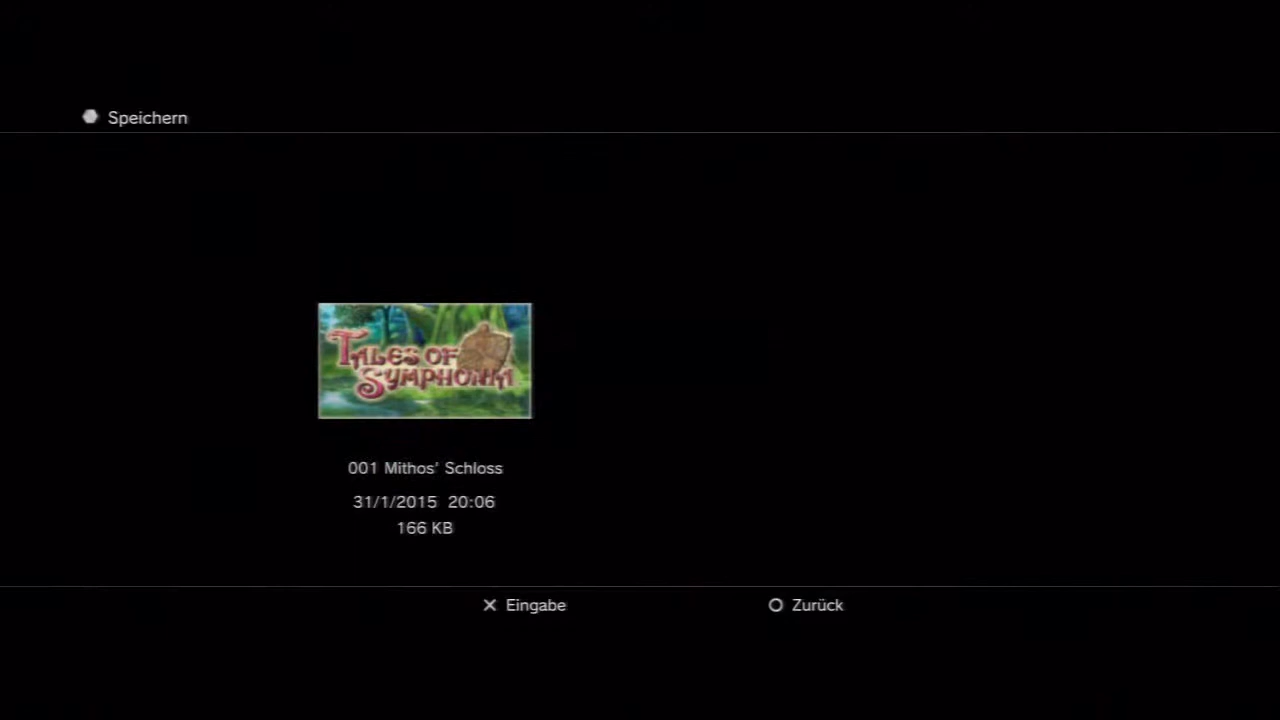 Speichern
TALES OF
SYMPHONIA
001 Mithos' Schloss
31/1/2015 20:06
166 KB
Eingabe
Zurück